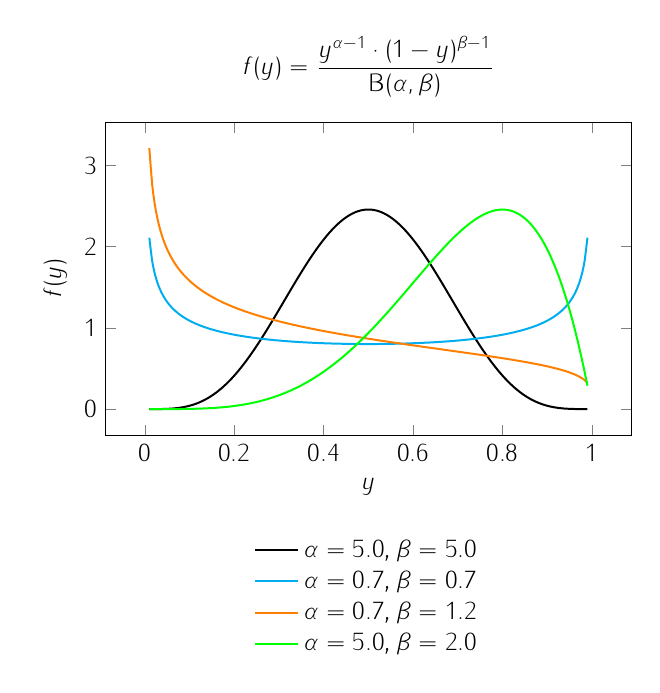 f(y) = y^{α−1} · (1 − y)^{β−1} / B(α, β)
3
2
1
0
f(y)
0 0.2 0.4 0.6 0.8 1
y
α = 5.0, β = 5.0
α = 0.7, β = 0.7
α = 0.7, β = 1.2
α = 5.0, β = 2.0